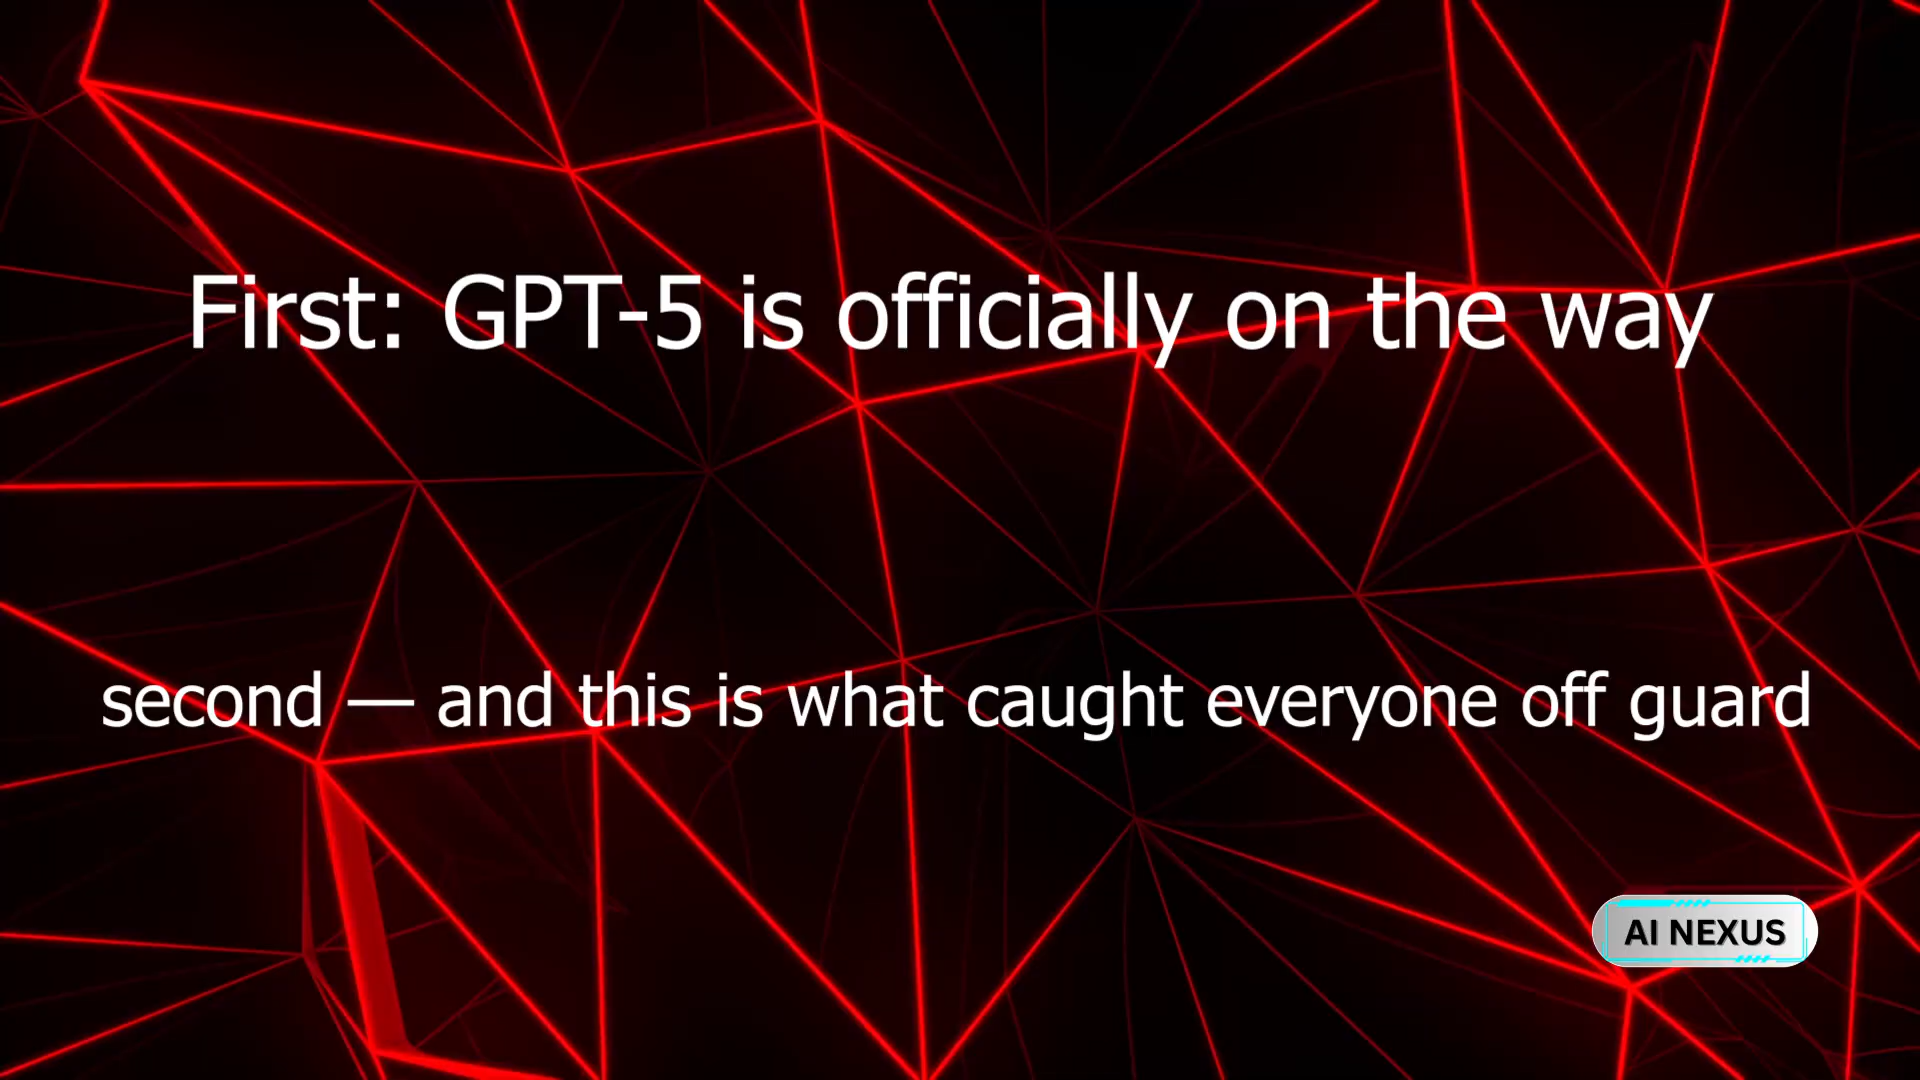 First: GPT-5 is officially on the way
second — and this is what caught everyone off guard
AI NEXUS